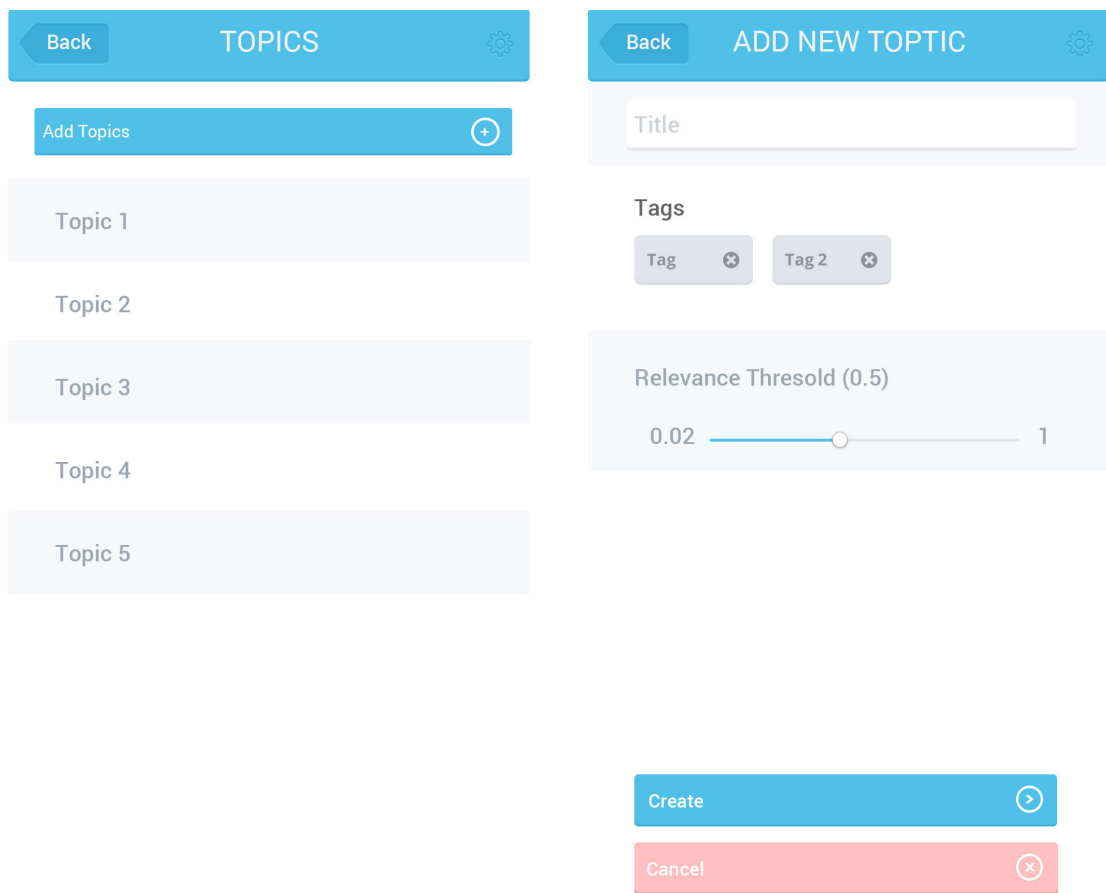 Back
TOPICS
Add Topics
Topic 1
Topic 2
Topic 3
Topic 4
Topic 5
Back
ADD NEW TOPTIC
Title
Tags
Tag
Tag 2
Relevance Thresold (0.5)
0.02
1
Create
Cancel